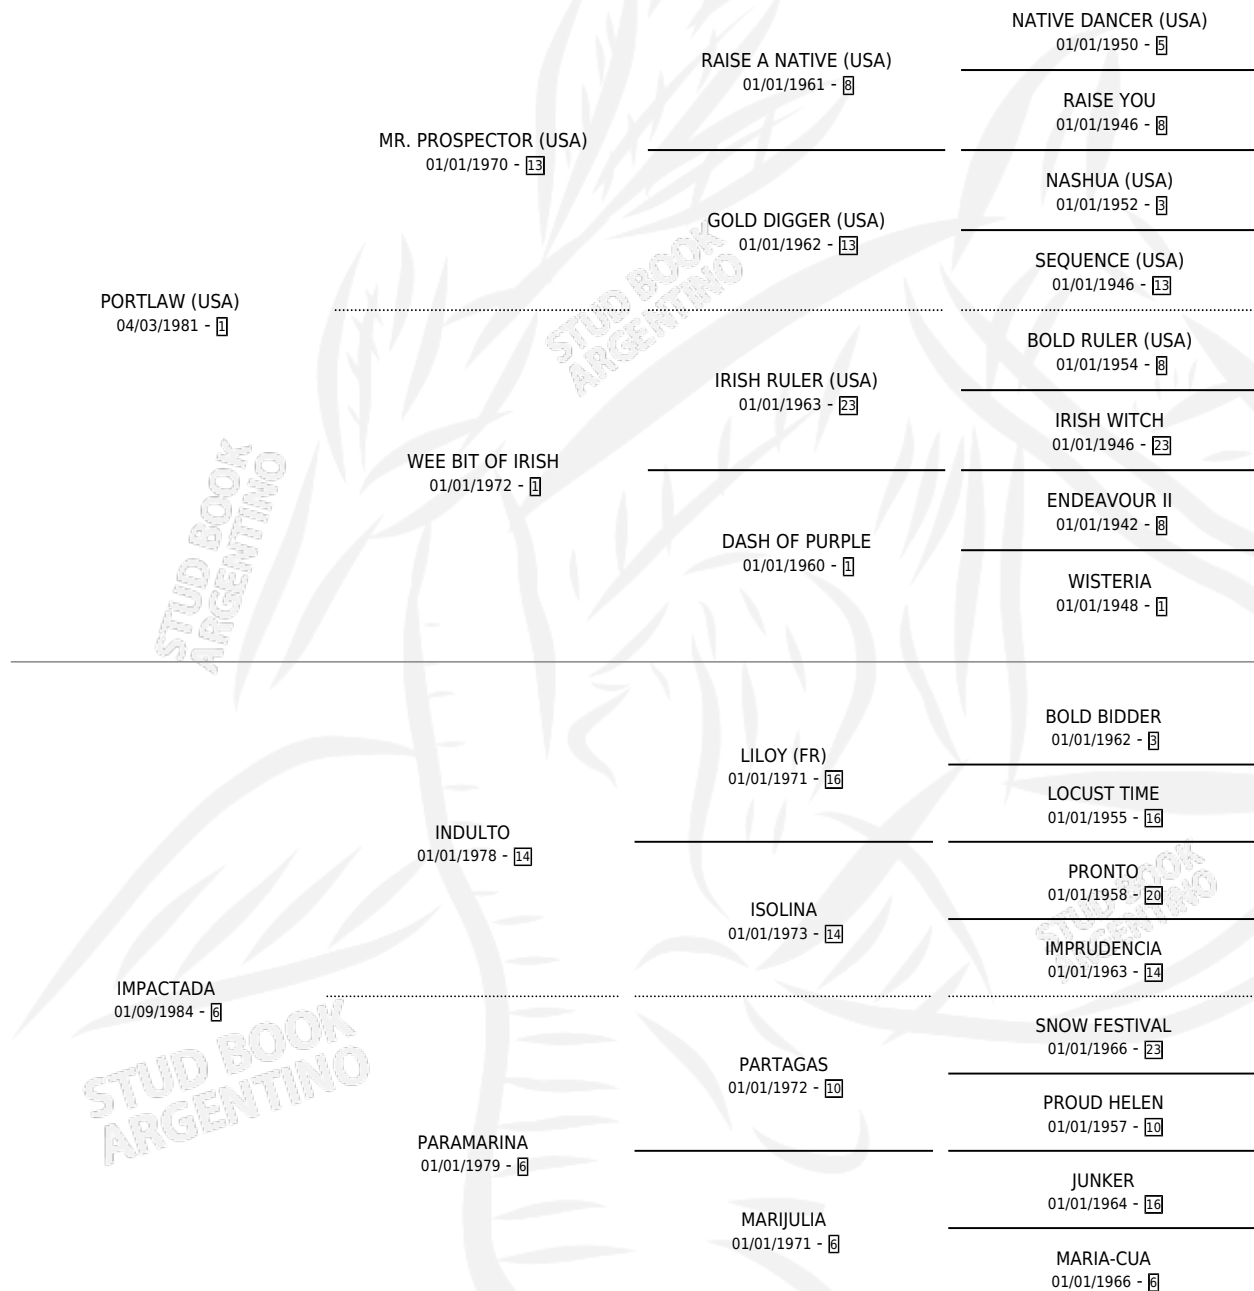 NATIVE DANCER (USA)
01/01/1950 - 5
RAISE A NATIVE (USA)
01/01/1961 - 8
RAISE YOU
01/01/1946 - 8
MR. PROSPECTOR (USA)
01/01/1970 - 13
NASHUA (USA)
01/01/1952 - 3
GOLD DIGGER (USA)
01/01/1962 - 13
SEQUENCE (USA)
01/01/1946 - 13
PORTLAW (USA)
04/03/1981 - 1
BOLD RULER (USA)
01/01/1954 - 8
IRISH RULER (USA)
01/01/1963 - 23
IRISH WITCH
01/01/1946 - 23
WEE BIT OF IRISH
01/01/1972 - 1
ENDEAVOUR II
01/01/1942 - 8
DASH OF PURPLE
01/01/1960 - 1
WISTERIA
01/01/1948 - 1
BOLD BIDDER
01/01/1962 - 3
LILOY (FR)
01/01/1971 - 16
LOCUST TIME
01/01/1955 - 16
INDULTO
01/01/1978 - 14
PRONTO
01/01/1958 - 20
ISOLINA
01/01/1973 - 14
IMPRUDENCIA
01/01/1963 - 14
IMPACTADA
01/09/1984 - 6
SNOW FESTIVAL
01/01/1966 - 23
PARTAGAS
01/01/1972 - 10
PROUD HELEN
01/01/1957 - 10
PARAMARINA
01/01/1979 - 6
JUNKER
01/01/1964 - 16
MARIJULIA
01/01/1971 - 6
MARIA-CUA
01/01/1966 - 6
STUD BOOK
ARGENTINO
STUD BOOK
ARGENTINO
STUD BOOK
ARGENTINO
STUD BOOK
ARGENTINO